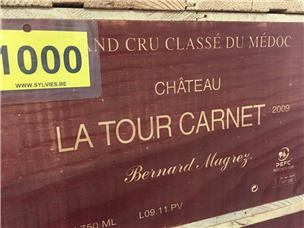 1000
WWW.SYLVIES.BE
AND CRU CLASSÉ DU MÉDOC
CHÂTEAU
LA TOUR CARNET 2009
Bernard Magrez
PEFC
750 ML L09.11 PV